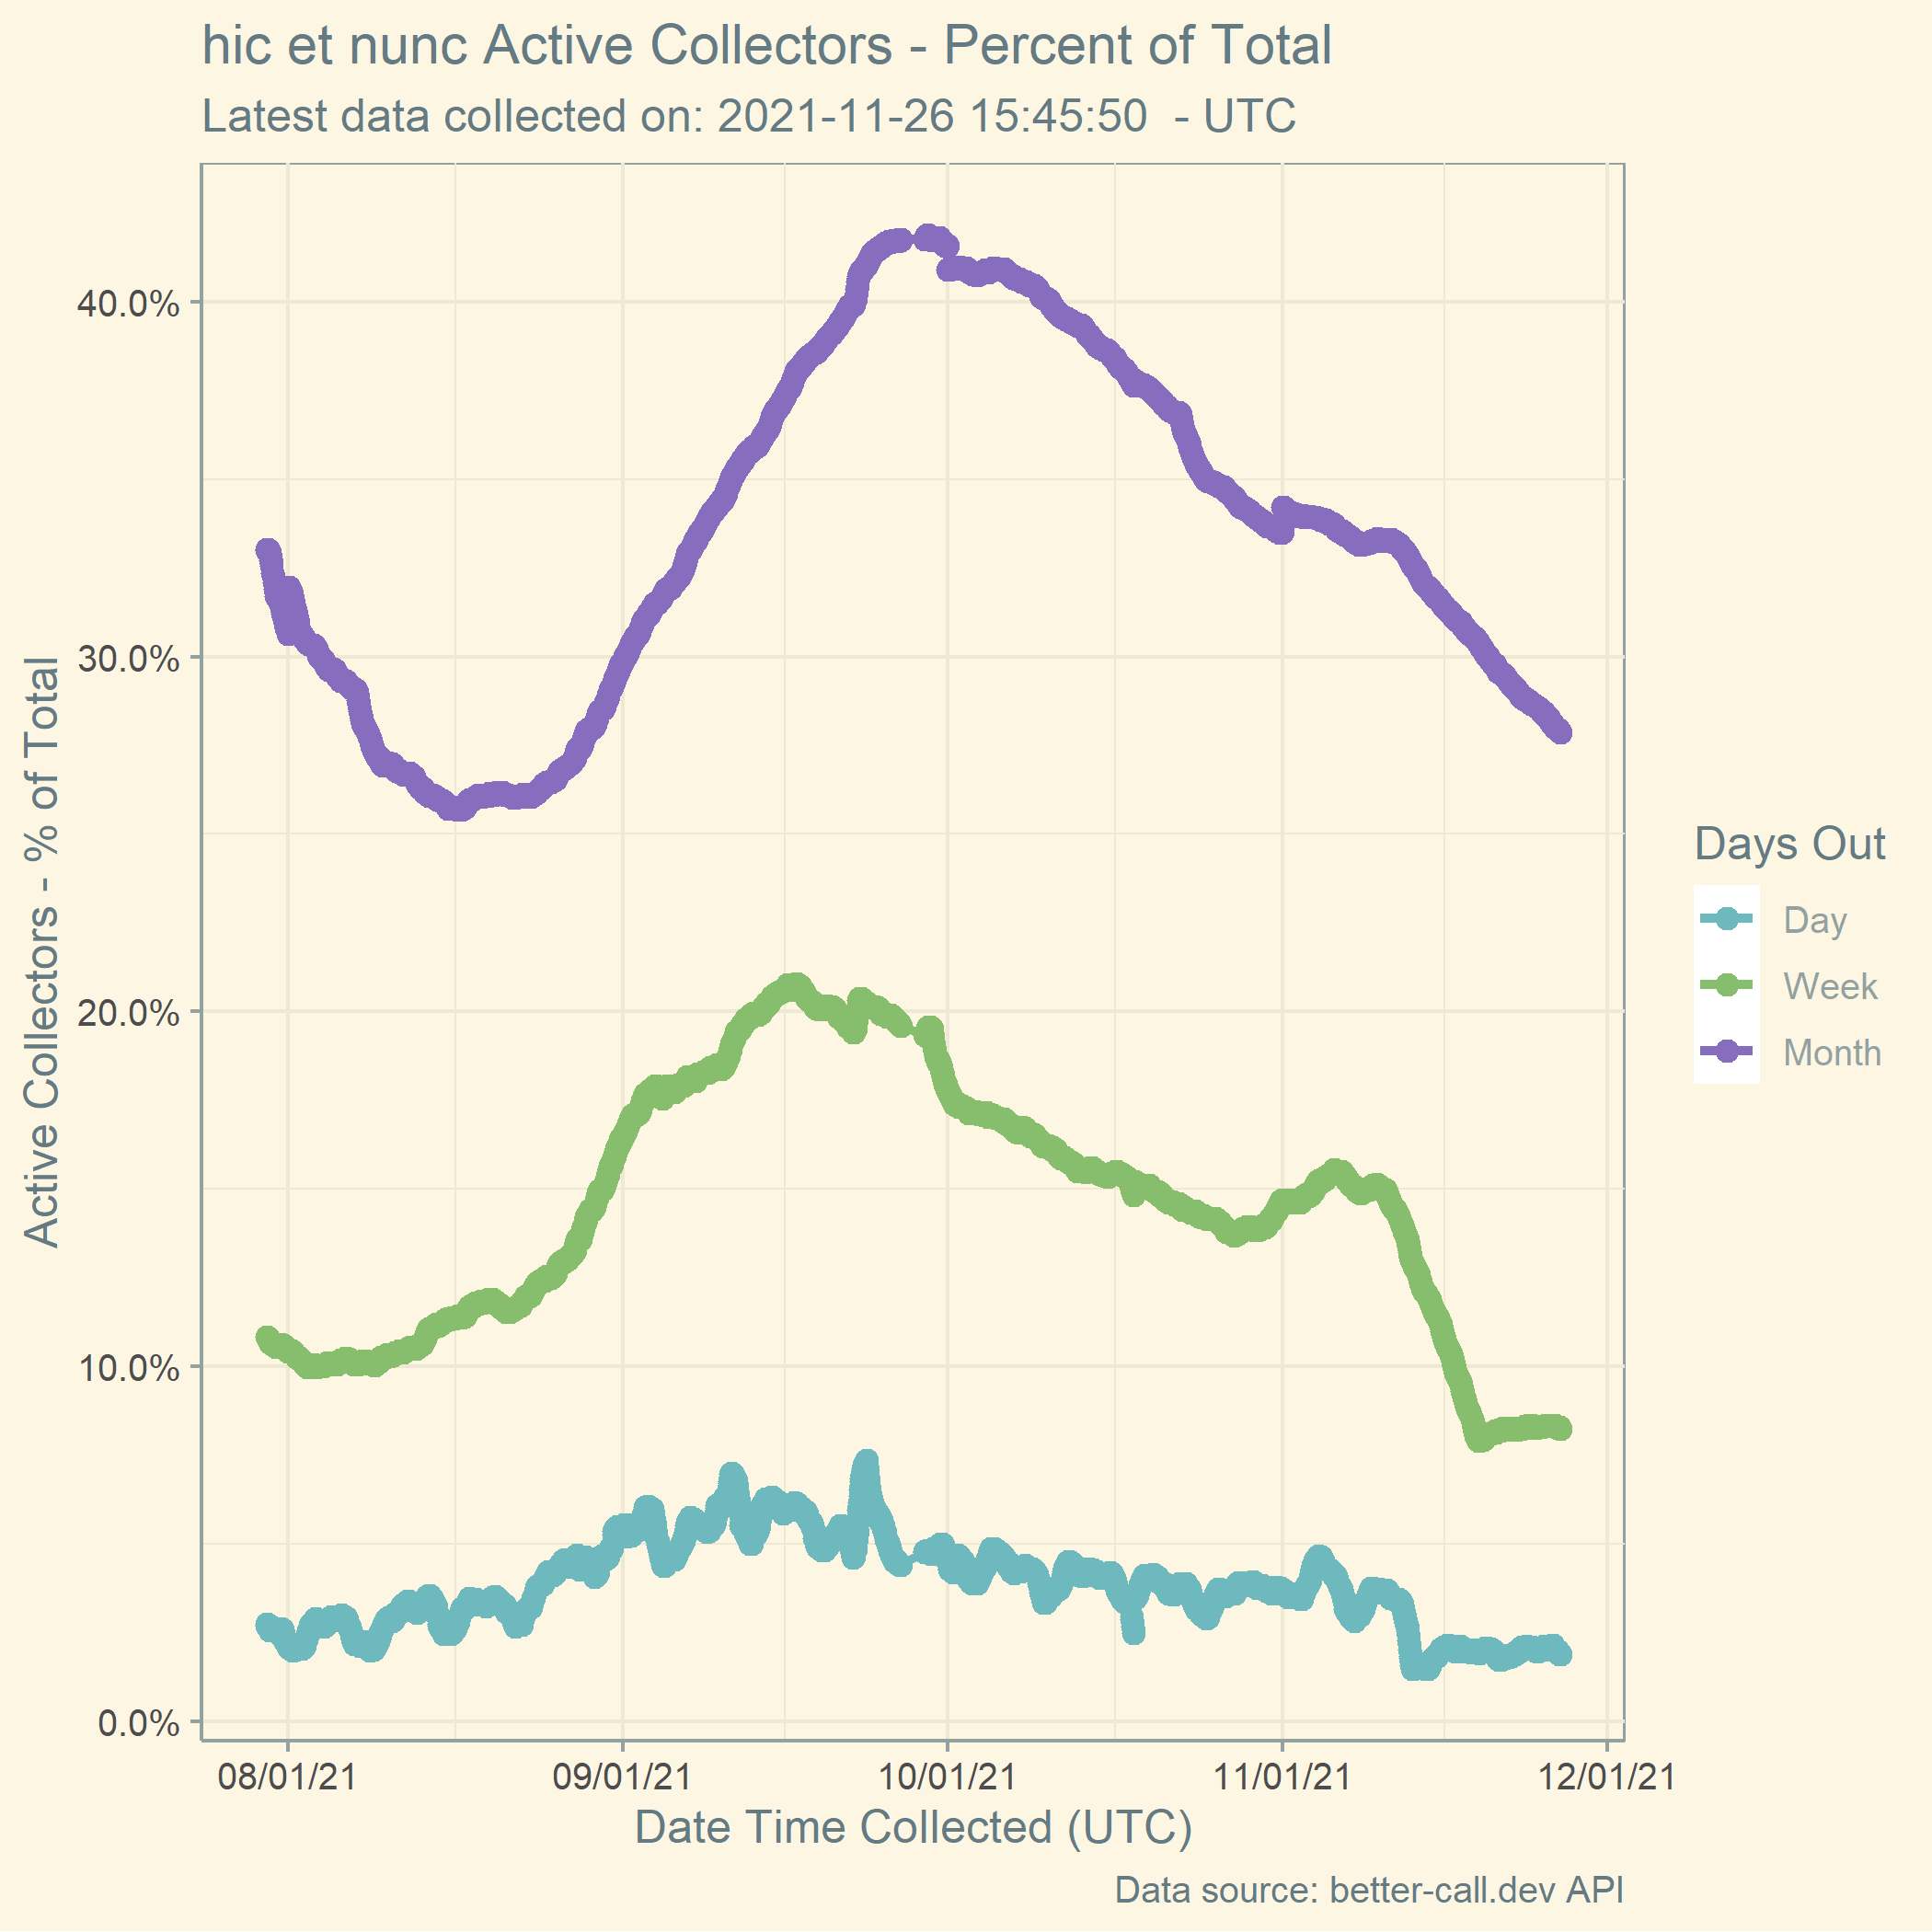 hic et nunc Active Collectors - Percent of Total
Latest data collected on: 2021-11-26 15:45:50  - UTC
Active Collectors - % of Total
40.0%
30.0%
20.0%
10.0%
0.0%
08/01/21
09/01/21
10/01/21
11/01/21
12/01/21
Date Time Collected (UTC)
Days Out
Day
Week
Month
Data source: better-call.dev API